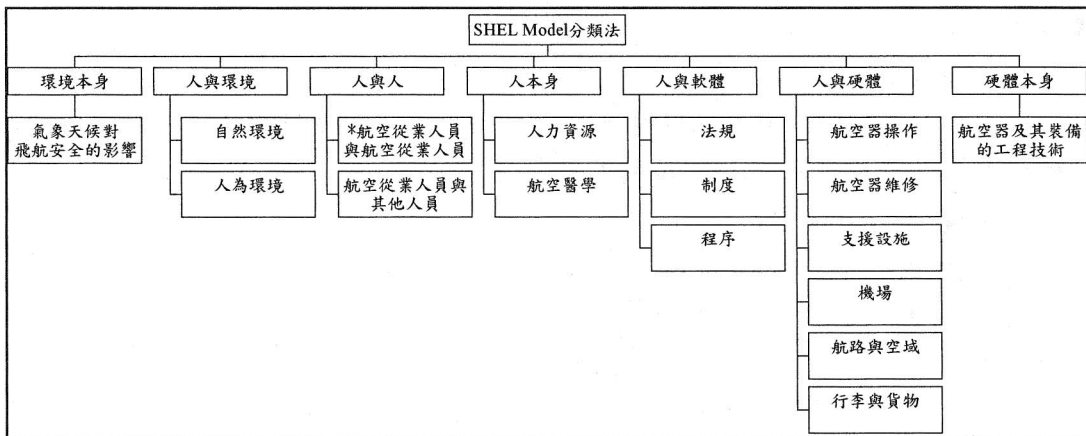 SHEL Model分類法
環境本身
人與環境
人與人
人本身
人與軟體
人與硬體
硬體本身
氣象天候對
飛航安全的影響
自然環境
人為環境
*航空從業人員
與航空從業人員
航空從業人員與
其他人員
人力資源
航空醫學
法規
制度
程序
航空器操作
航空器維修
支援設施
機場
航路與空域
行李與貨物
航空器及其裝備
的工程技術